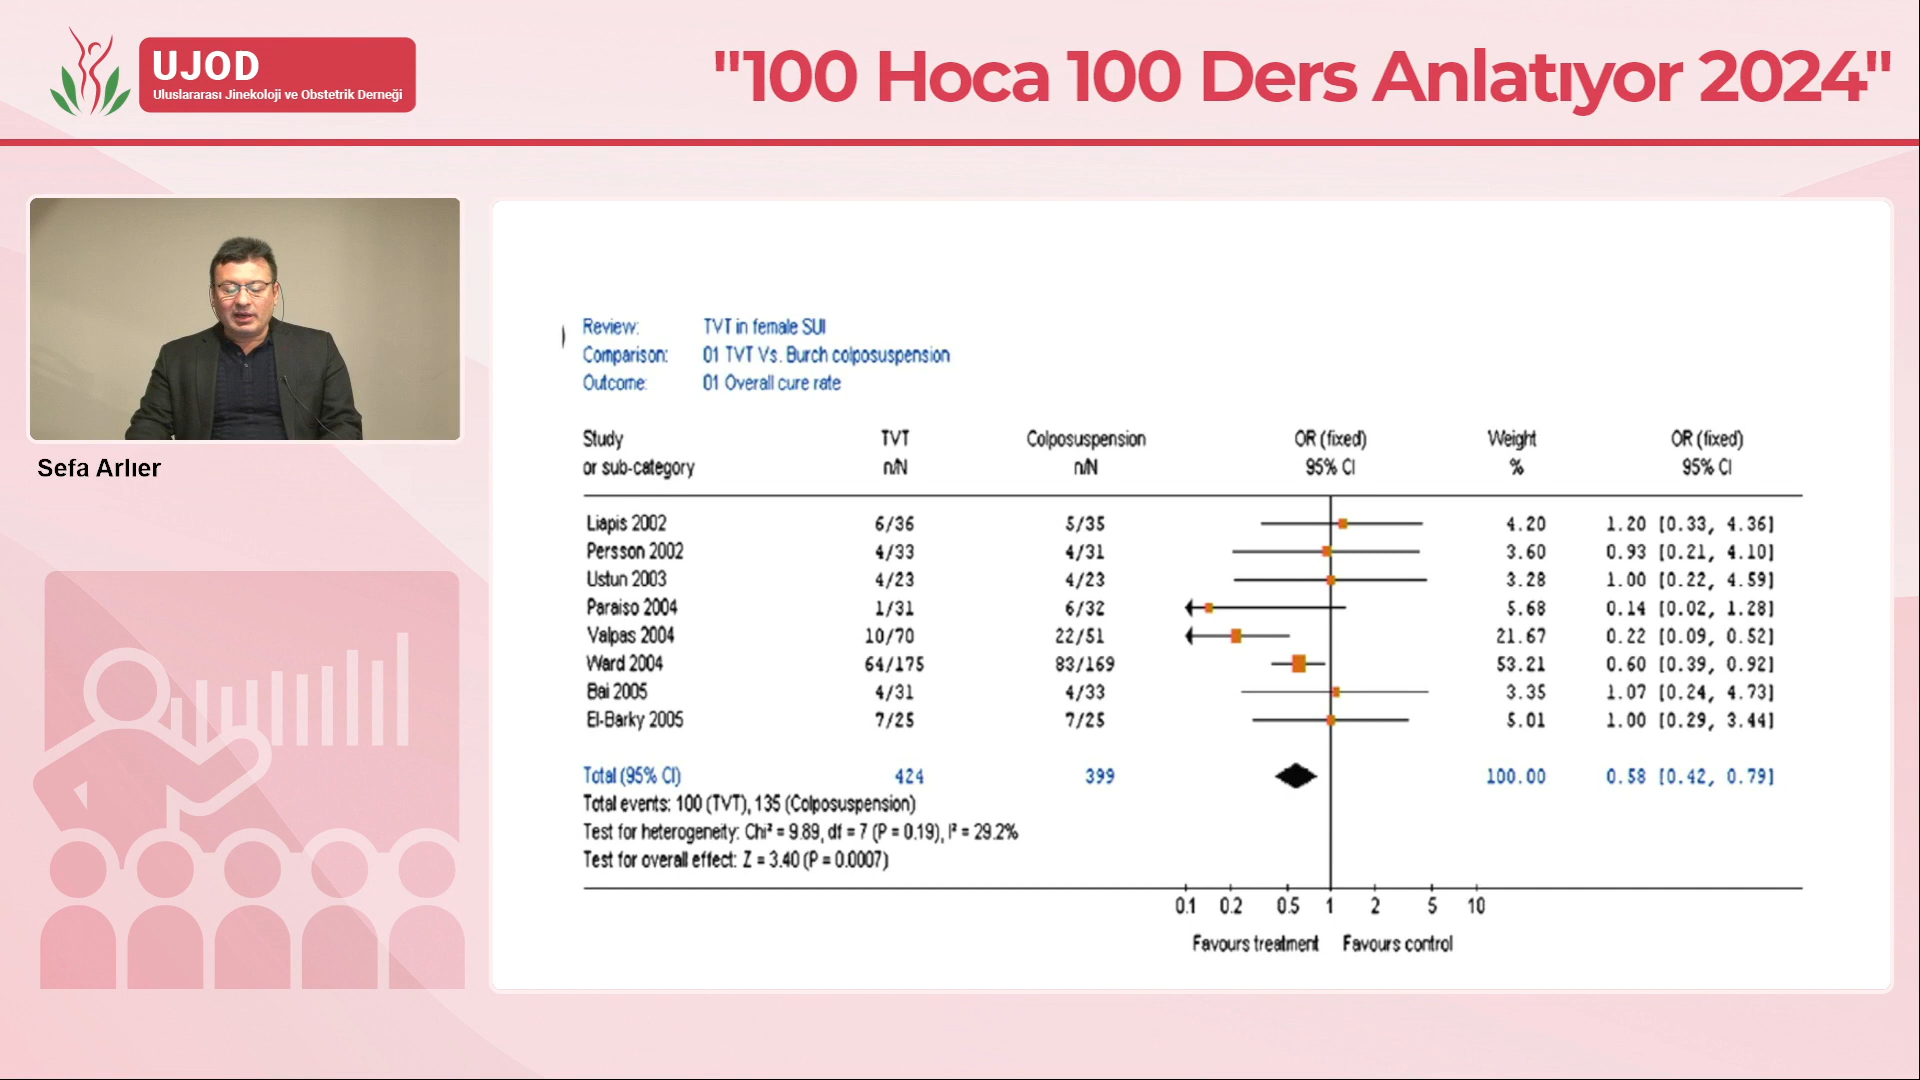 UJOD
Uluslararası Jinekoloji ve Obstetrik Derneği
"100 Hoca 100 Ders Anlatıyor 2024"
Sefa Arlıer
Review: TVT in female SUI
Comparison: 01 TVT Vs. Burch colposuspension
Outcome: 01 Overall cure rate
Study TVT Colposuspension OR (fixed) Weight OR (fixed)
or sub-category n/N n/N 95% CI % 95% CI
Liapis 2002 6/36 5/35 4.20 1.20 [0.33, 4.36]
Persson 2002 4/33 4/31 3.60 0.93 [0.21, 4.10]
Ustun 2003 4/23 4/23 3.28 1.00 [0.22, 4.59]
Paraiso 2004 1/31 6/32 5.68 0.14 [0.02, 1.28]
Valpas 2004 10/70 22/51 21.67 0.22 [0.09, 0.52]
Ward 2004 64/175 83/169 53.21 0.60 [0.39, 0.92]
Bai 2005 4/31 4/33 3.35 1.07 [0.24, 4.73]
El-Barky 2005 7/25 7/25 5.01 1.00 [0.29, 3.44]
Total (95% CI) 424 399 100.00 0.58 [0.42, 0.79]
Total events: 100 (TVT), 135 (Colposuspension)
Test for heterogeneity: Chi² = 9.89, df = 7 (P = 0.19), I² = 29.2%
Test for overall effect: Z = 3.40 (P = 0.0007)
0.1 0.2 0.5 1 2 5 10
Favours treatment Favours control